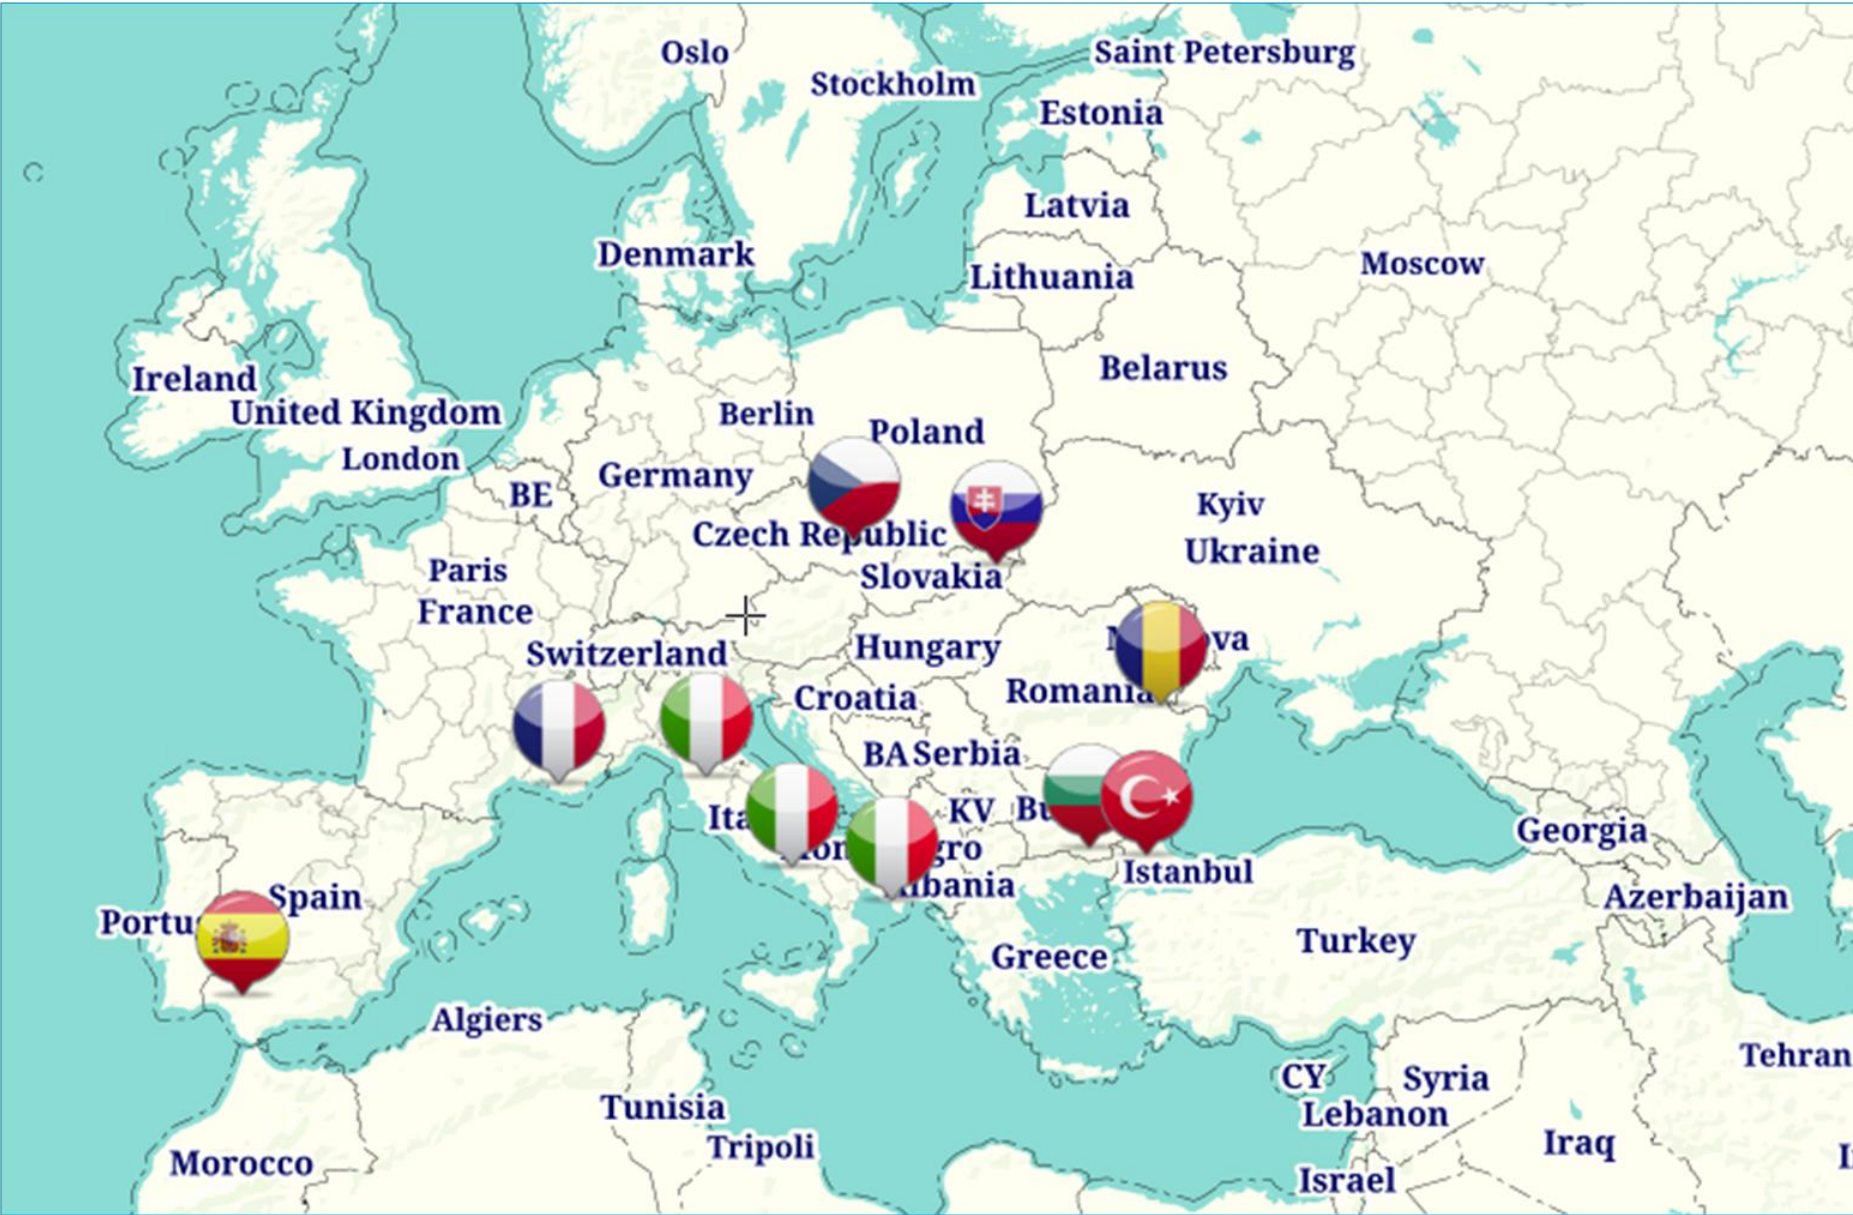 Oslo
Saint Petersburg
Stockholm
Estonia
Latvia
Denmark
Moscow
Lithuania
Belarus
Ireland
United Kingdom
Berlin
Poland
London
Germany
BE
Kyiv
Czech Republic
Ukraine
Paris
Slovakia
France
Hungary
Switzerland
Romania
Croatia
BA Serbia
KV
Georgia
Istanbul
Spain
Azerbaijan
Turkey
Greece
Algiers
Tehran
CY
Syria
Tunisia
Lebanon
Iraq
Tripoli
Morocco
Israel